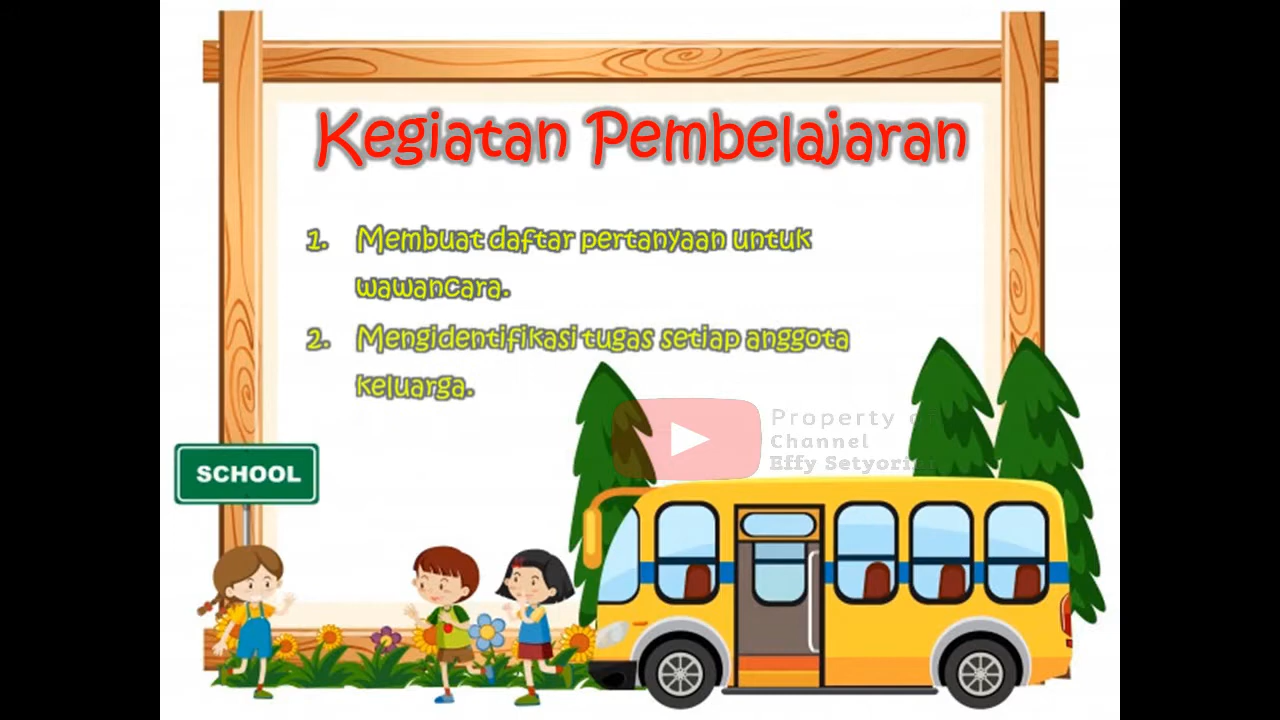 Kegiatan Pembelajaran
1. Membuat daftar pertanyaan untuk
wawancara.
2. Mengidentifikasi tugas setiap anggota
keluarga.
Property of
Channel
Effy Setyorini
SCHOOL